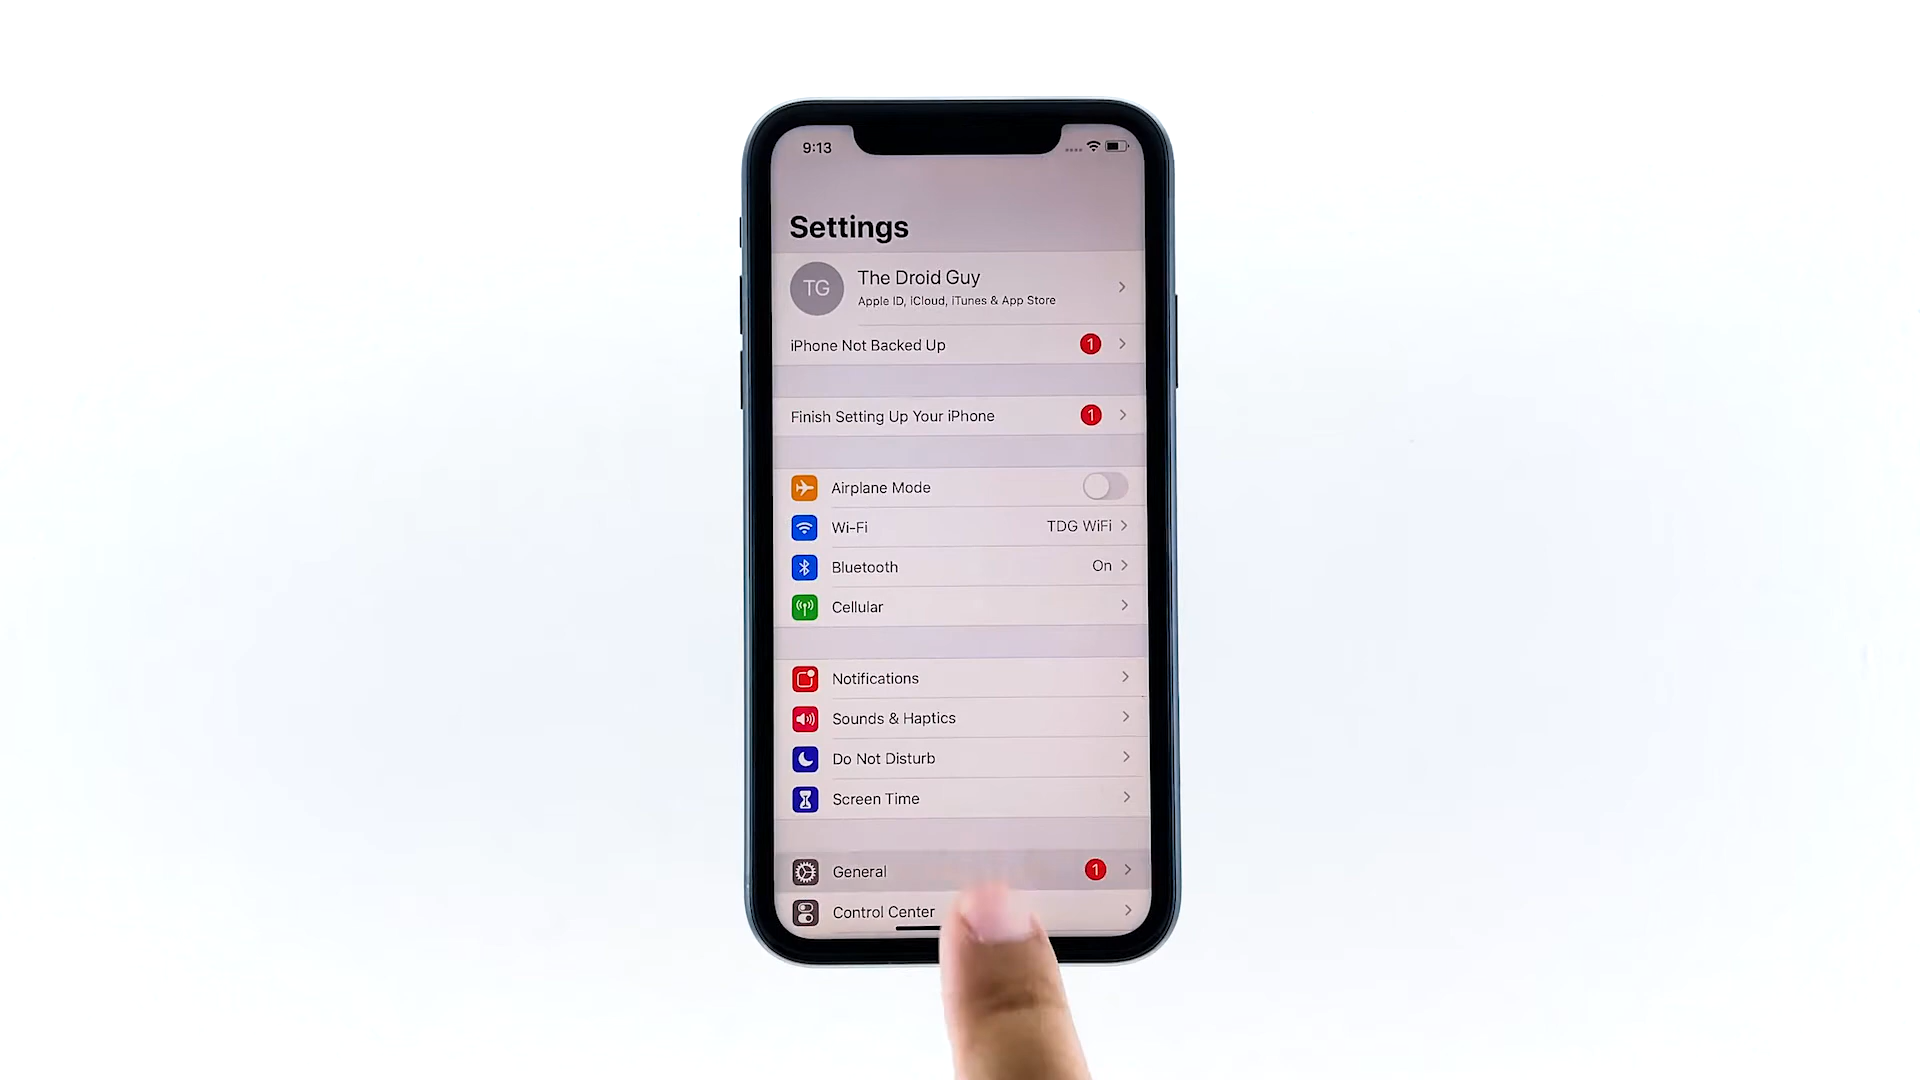 9:13
Settings
TG
The Droid Guy
Apple ID, iCloud, iTunes & App Store
iPhone Not Backed Up 1
Finish Setting Up Your iPhone 1
Airplane Mode
Wi-Fi TDG WiFi
Bluetooth On
Cellular
Notifications
Sounds & Haptics
Do Not Disturb
Screen Time
General 1
Control Center